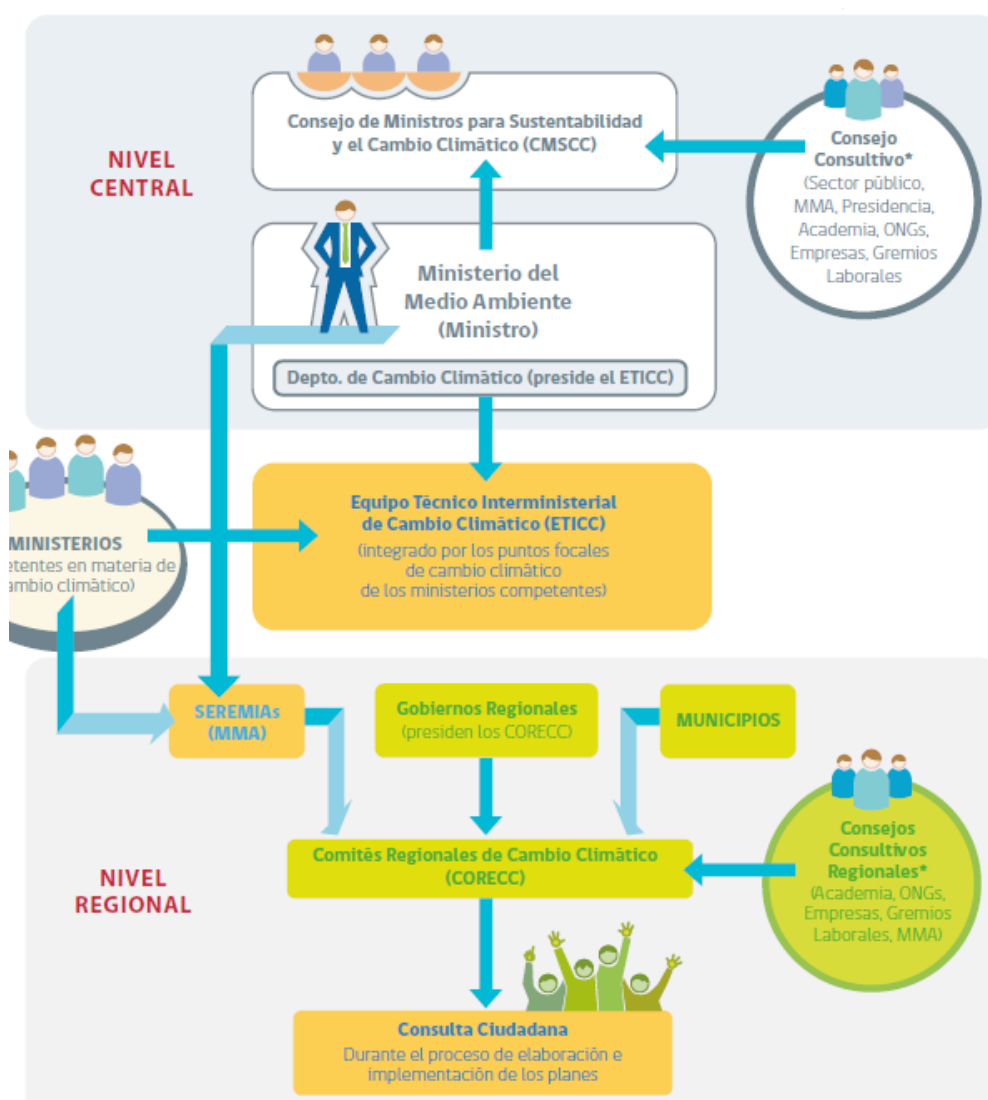 NIVEL
CENTRAL
Consejo de Ministros para Sustentabilidad
y el Cambio Climático (CMSCC)
Consejo
Consultivo*
(Sector público,
MMA, Presidencia,
Academia, ONGs,
Empresas, Gremios
Laborales
Ministerio del
Medio Ambiente
(Ministro)
Depto. de Cambio Climático (preside el ETICC)
MINISTERIOS
en materia de
climático)
Equipo Técnico Interministerial
de Cambio Climático (ETICC)
(integrado por los puntos focales
de cambio climático
de los ministerios competentes)
SEREMIAs
(MMA)
Gobiernos Regionales
(presiden los CORECC)
MUNICIPIOS
NIVEL
REGIONAL
Comités Regionales de Cambio Climático
(CORECC)
Consejos
Consultivos
Regionales*
(Academia, ONGs,
Empresas, Gremios
Laborales, MMA)
Consulta Ciudadana
Durante el proceso de elaboración e
implementación de los planes